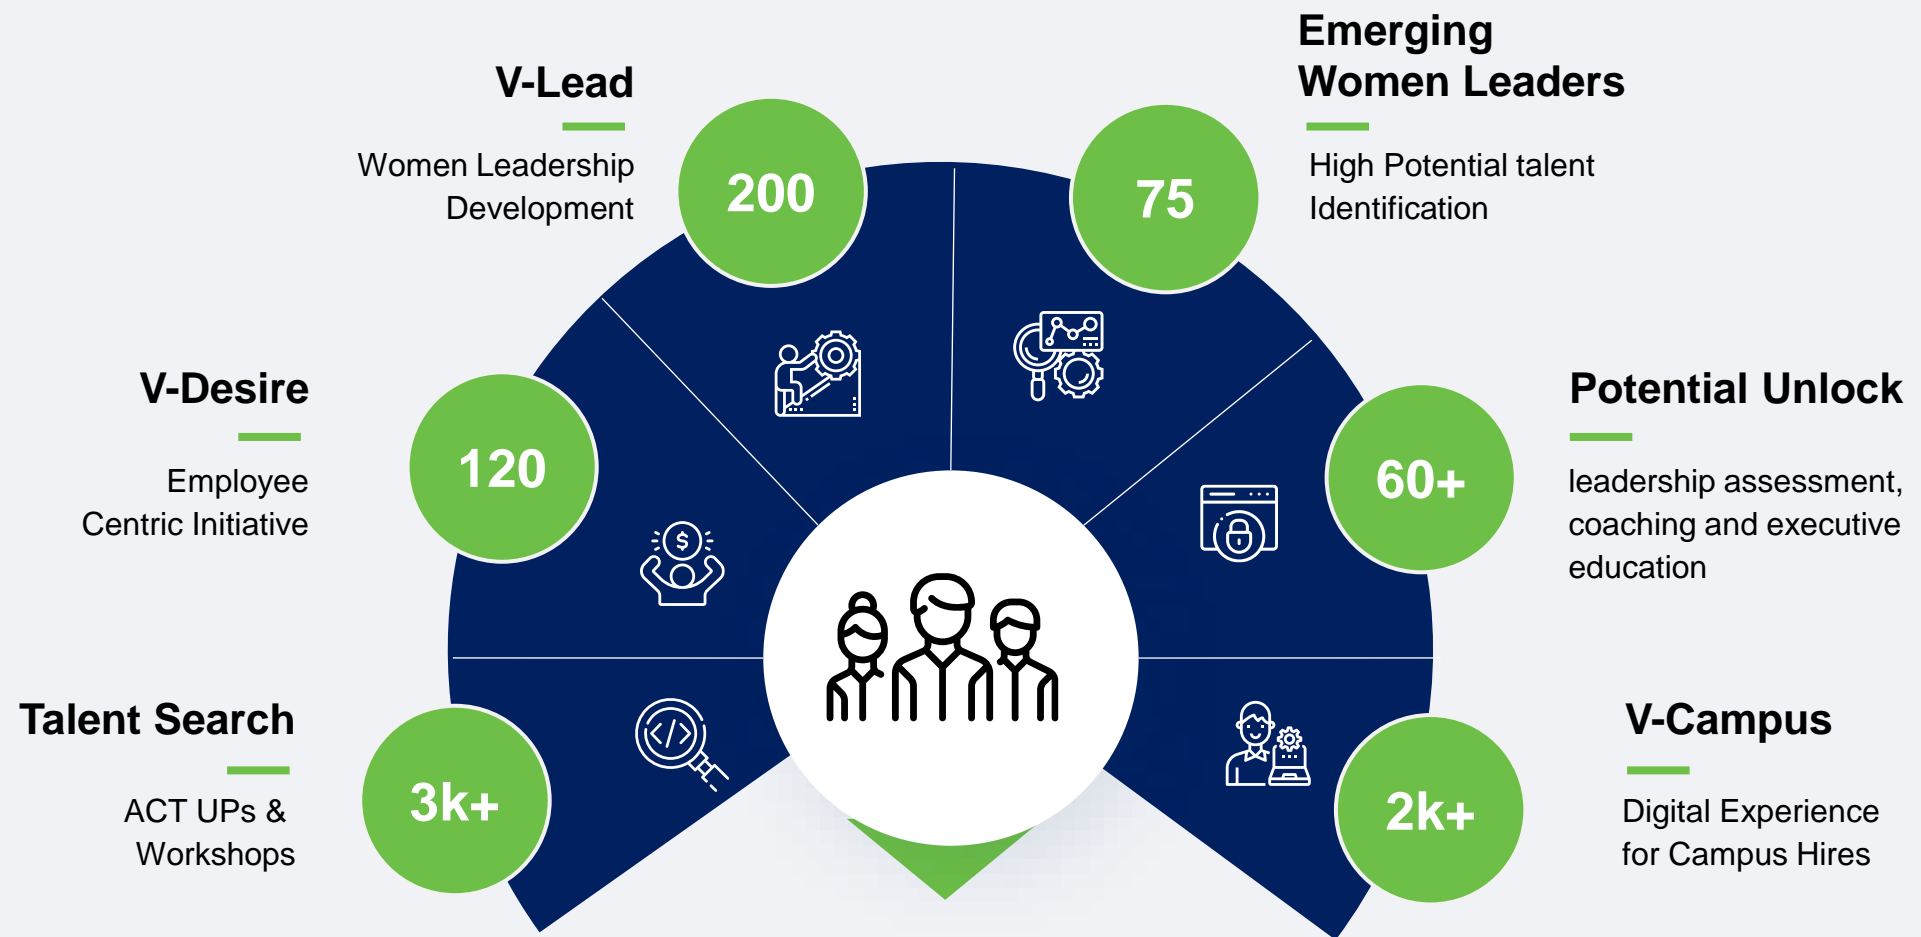 V-Lead
Women Leadership
Development
200
Emerging
Women Leaders
High Potential talent
Identification
75
V-Desire
Employee
Centric Initiative
120
$
Potential Unlock
leadership assessment,
coaching and executive
education
60+
Talent Search
ACT UPs &
Workshops
3k+
</>
V-Campus
Digital Experience
for Campus Hires
2k+